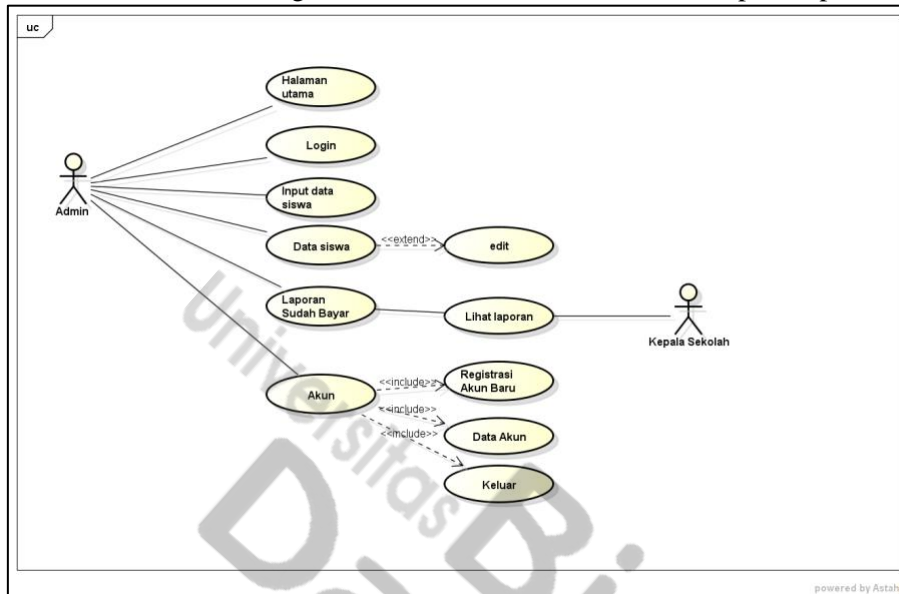 uc
Halaman
utama
Login
Input data
siswa
Admin
Data siswa
<<extend>>
edit
Laporan
Sudah Bayar
Lihat laporan
Kepala Sekolah
Akun
<<include>>
Registrasi
Akun Baru
<<include>>
Data Akun
<<include>>
Keluar
Universitas
powered by Astah